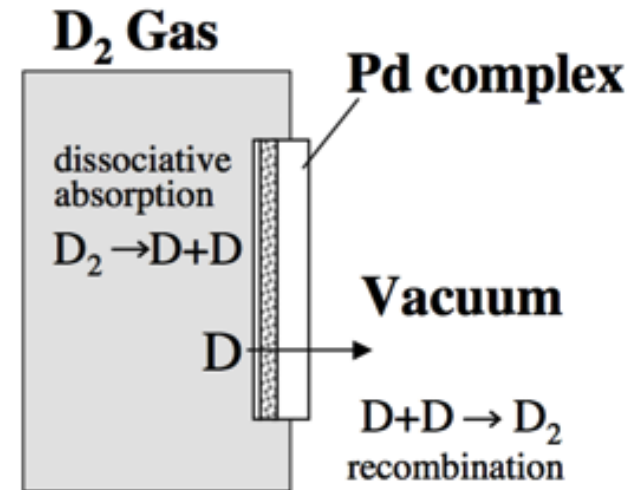 D₂ Gas
Pd complex
dissociative
absorption
D₂ →D+D
Vacuum
D
D+D → D₂
recombination